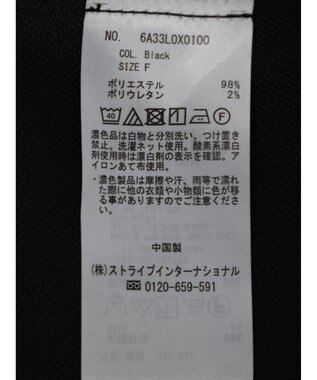 NO. 6A33L0X0100
COL. Black
SIZE F
ポリエステル 98%
ポリウレタン 2%
40
濃色品は白物と分別洗い。つけ置き
禁止。洗濯ネット使用。酸素系漂白
剤使用時は漂白剤の表示を確認。ア
イロンあて布使用。
・濃色製品は摩擦や汗、雨等で濡れ
た際に他の衣類や小物類に色が移
る事がありますのでご注意くださ
い。
中国製
(株)ストライプインターナショナル
0120-659-591